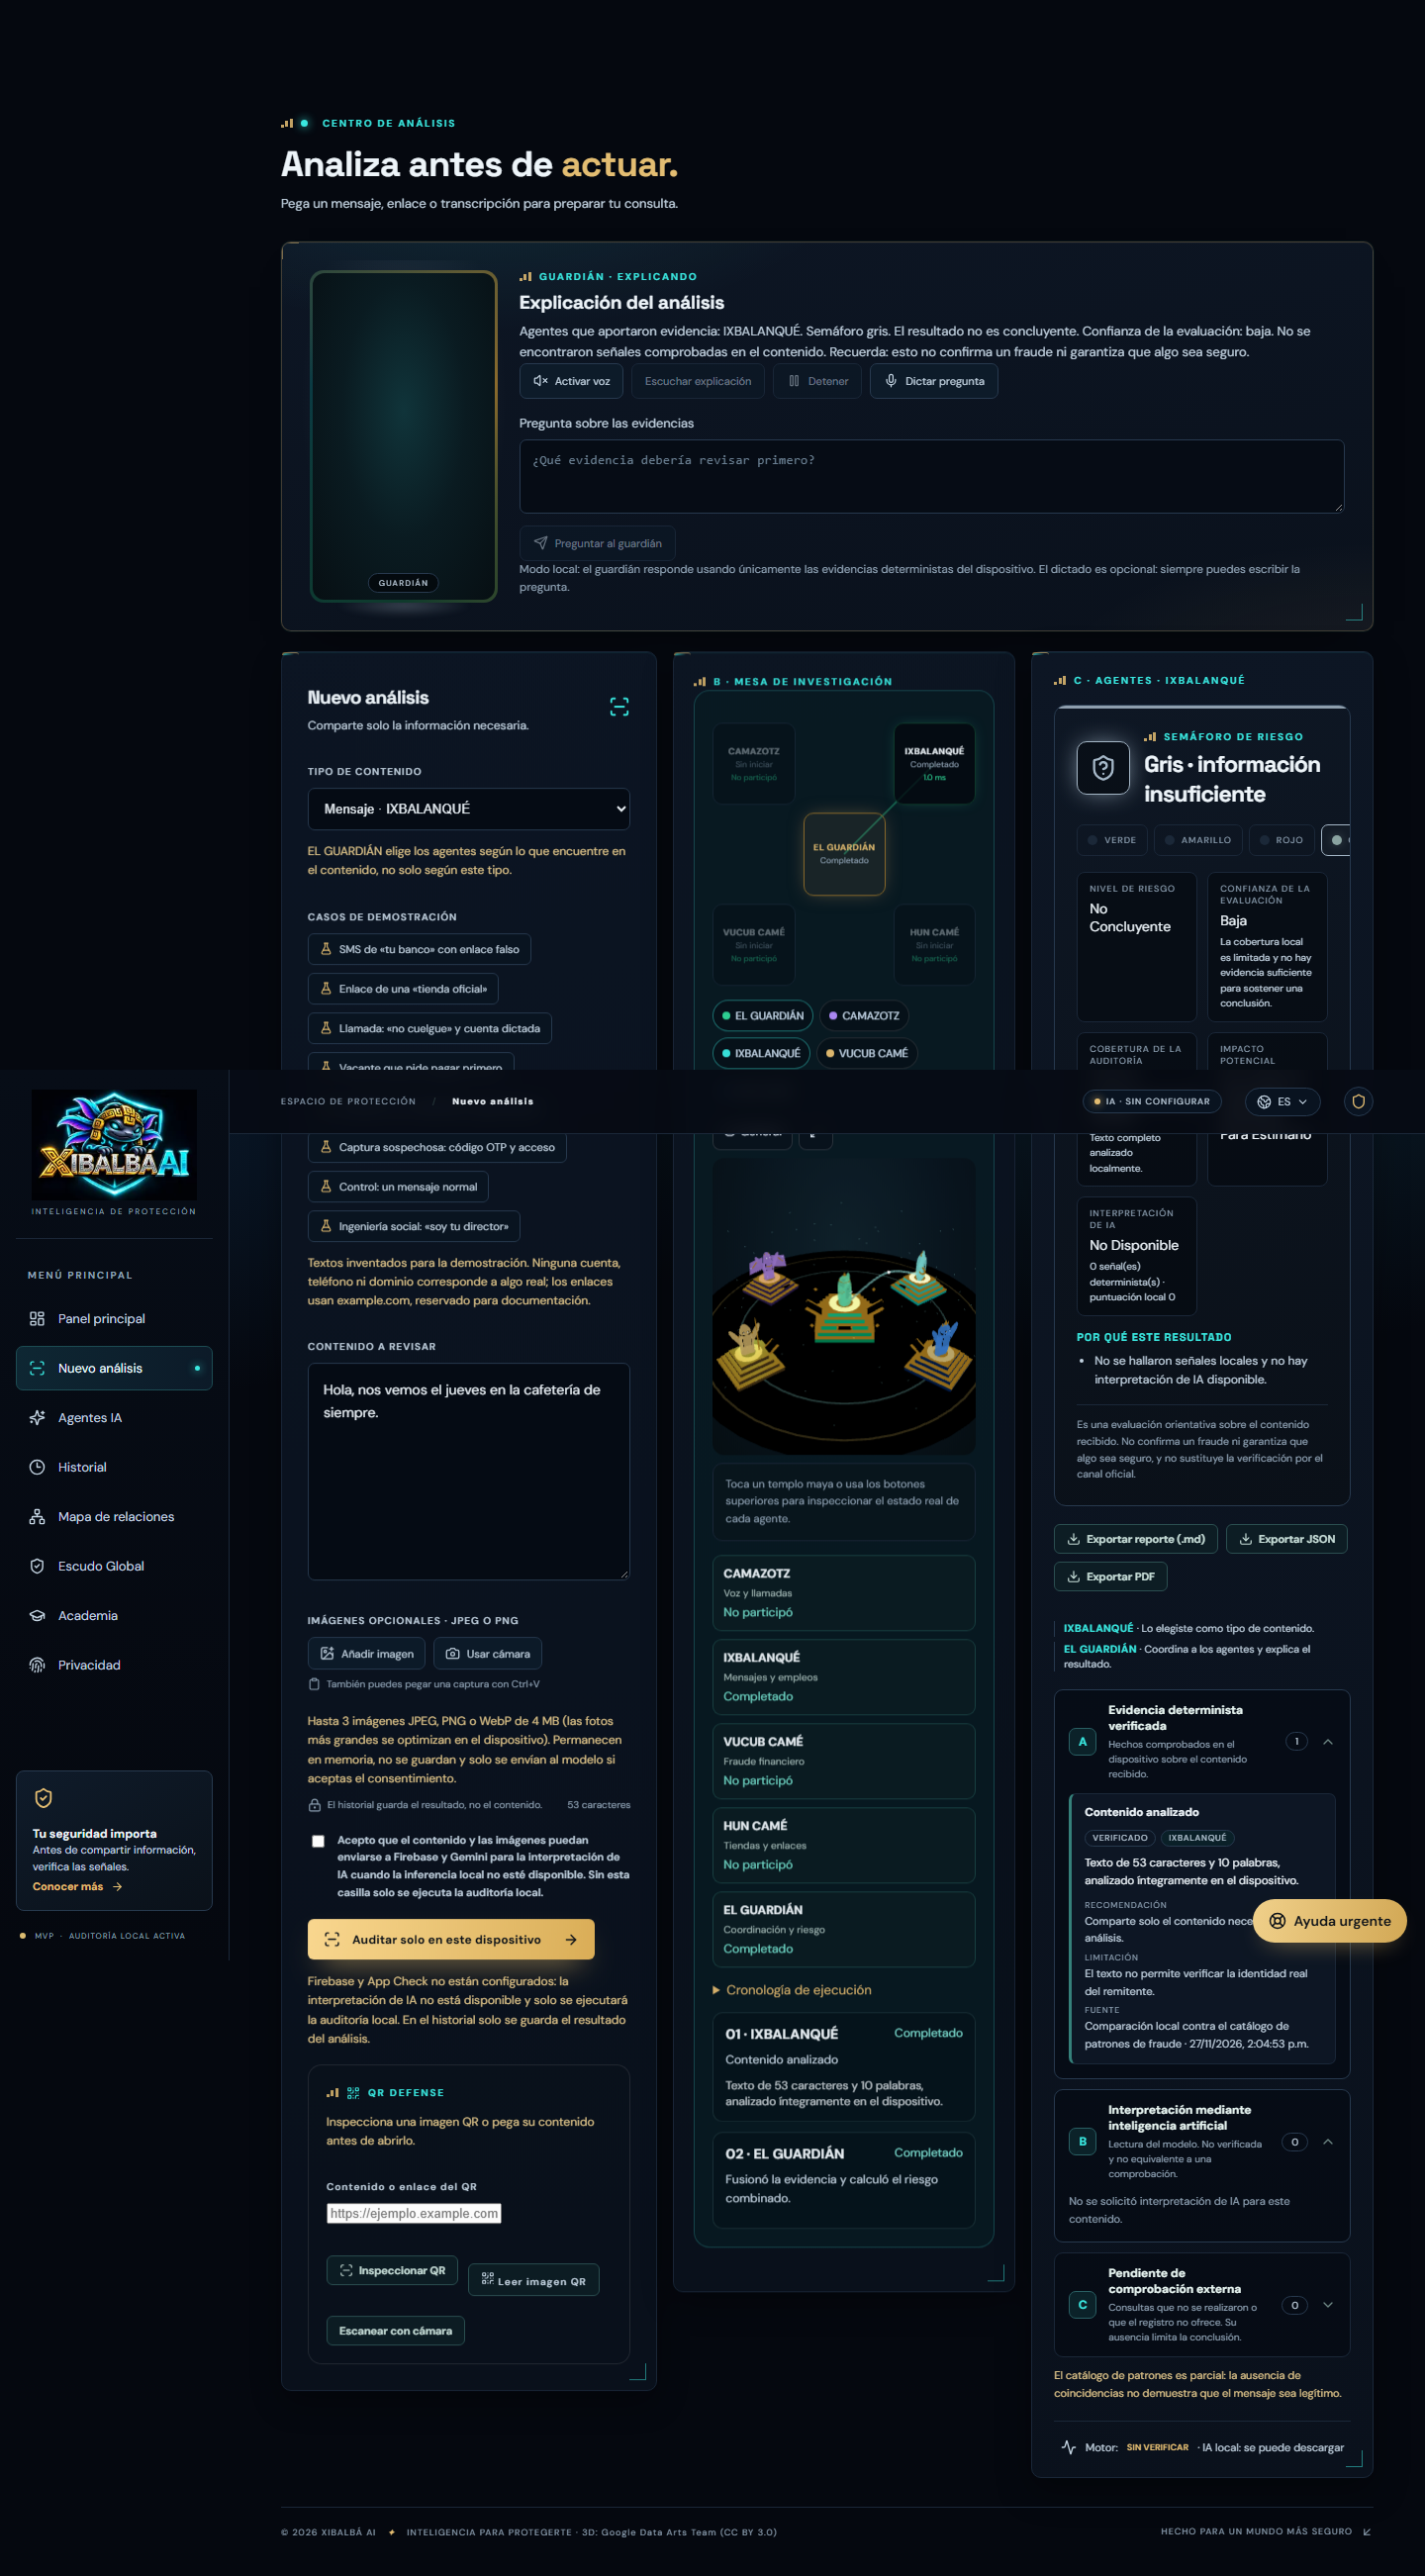 CENTRO DE ANÁLISIS
Analiza antes de actuar.
Pega un mensaje, enlace o transcripción para preparar tu consulta.
GUARDIÁN
GUARDIÁN · EXPLICANDO
Explicación del análisis
Agentes que aportaron evidencia: IXBALANQUÉ. Semáforo gris. El resultado no es concluyente. Confianza de la evaluación: baja. No se
encontraron señales comprobadas en el contenido. Recuerda: esto no confirma un fraude ni garantiza que algo sea seguro.
Activar voz
Escuchar explicación
Detener
Dictar pregunta
Pregunta sobre las evidencias
¿Qué evidencia debería revisar primero?
Preguntar al guardián
Modo local: el guardián responde usando únicamente las evidencias deterministas del dispositivo. El dictado es opcional: siempre puedes escribir la
pregunta.
Nuevo análisis
Comparte solo la información necesaria.
TIPO DE CONTENIDO
Mensaje · IXBALANQUÉ
EL GUARDIÁN elige los agentes según lo que encuentre en
el contenido, no solo según este tipo.
CASOS DE DEMOSTRACIÓN
SMS de «tu banco» con enlace falso
Enlace de una «tienda oficial»
Llamada: «no cuelgue» y cuenta dictada
Vacante que pide pagar primero
Captura sospechosa: código OTP y acceso
Control: un mensaje normal
Ingeniería social: «soy tu director»
Textos inventados para la demostración. Ninguna cuenta,
teléfono ni dominio corresponde a algo real; los enlaces
usan example.com, reservado para documentación.
CONTENIDO A REVISAR
Hola, nos vemos el jueves en la cafetería de
siempre.
IMÁGENES OPCIONALES · JPEG O PNG
Añadir imagen
Usar cámara
También puedes pegar una captura con Ctrl+V
Hasta 3 imágenes JPEG, PNG o WebP de 4 MB (las fotos
más grandes se optimizan en el dispositivo). Permanecen
en memoria, no se guardan y solo se envían al modelo si
aceptas el consentimiento.
El historial guarda el resultado, no el contenido.
53 caracteres
Acepto que el contenido y las imágenes puedan
enviarse a Firebase y Gemini para la interpretación de
IA cuando la inferencia local no esté disponible. Sin esta
casilla solo se ejecuta la auditoría local.
Auditar solo en este dispositivo
Firebase y App Check no están configurados: la
interpretación de IA no está disponible y solo se ejecutará
la auditoría local. En el historial solo se guarda el resultado
del análisis.
QR DEFENSE
Inspecciona una imagen QR o pega su contenido
antes de abrirlo.
Contenido o enlace del QR
https://ejemplo.example.com
Inspeccionar QR
Leer imagen QR
Escanear con cámara
B · MESA DE INVESTIGACIÓN
CAMAZOTZ
Sin iniciar
No participó
IXBALANQUÉ
Completado
1.0 ms
EL GUARDIÁN
Completado
VUCUB CAMÉ
Sin iniciar
No participó
HUN CAMÉ
Sin iniciar
No participó
EL GUARDIÁN
CAMAZOTZ
IXBALANQUÉ
VUCUB CAMÉ
General
Toca un templo maya o usa los botones
superiores para inspeccionar el estado real de
cada agente.
CAMAZOTZ
Voz y llamadas
No participó
IXBALANQUÉ
Mensajes y empleos
Completado
VUCUB CAMÉ
Fraude financiero
No participó
HUN CAMÉ
Tiendas y enlaces
No participó
EL GUARDIÁN
Coordinación y riesgo
Completado
Cronología de ejecución
01 · IXBALANQUÉ
Completado
Contenido analizado
Texto de 53 caracteres y 10 palabras,
analizado íntegramente en el dispositivo.
02 · EL GUARDIÁN
Completado
Fusionó la evidencia y calculó el riesgo
combinado.
C · AGENTES · IXBALANQUÉ
SEMÁFORO DE RIESGO
Gris · información
insuficiente
VERDE
AMARILLO
ROJO
NIVEL DE RIESGO
No
Concluyente
CONFIANZA DE LA
EVALUACIÓN
Baja
La cobertura local
es limitada y no hay
evidencia suficiente
para sostener una
conclusión.
COBERTURA DE LA
AUDITORÍA
Texto completo
analizado
localmente.
IMPACTO
POTENCIAL
Para Estimarlo
INTERPRETACIÓN
DE IA
No Disponible
0 señal(es)
determinista(s) ·
puntuación local 0
POR QUÉ ESTE RESULTADO
• No se hallaron señales locales y no hay
interpretación de IA disponible.
Es una evaluación orientativa sobre el contenido
recibido. No confirma un fraude ni garantiza que
algo sea seguro, y no sustituye la verificación por el
canal oficial.
Exportar reporte (.md)
Exportar JSON
Exportar PDF
IXBALANQUÉ · Lo elegiste como tipo de contenido.
EL GUARDIÁN · Coordina a los agentes y explica el
resultado.
A
Evidencia determinista
verificada
Hechos comprobados en el
dispositivo sobre el contenido
recibido.
1
Contenido analizado
VERIFICADO
IXBALANQUÉ
Texto de 53 caracteres y 10 palabras,
analizado íntegramente en el dispositivo.
RECOMENDACIÓN
Comparte solo el contenido nece
análisis.
LIMITACIÓN
El texto no permite verificar la identidad real
del remitente.
FUENTE
Comparación local contra el catálogo de
patrones de fraude · 27/11/2026, 2:04:53 p.m.
B
Interpretación mediante
inteligencia artificial
Lectura del modelo. No verificada
y no equivalente a una
comprobación.
0
No se solicitó interpretación de IA para este
contenido.
C
Pendiente de
comprobación externa
Consultas que no se realizaron o
que el registro no ofrece. Su
ausencia limita la conclusión.
0
El catálogo de patrones es parcial: la ausencia de
coincidencias no demuestra que el mensaje sea legítimo.
Motor: SIN VERIFICAR · IA local: se puede descargar
Ayuda urgente
XIBALBÁ AI
INTELIGENCIA DE PROTECCIÓN
MENÚ PRINCIPAL
Panel principal
Nuevo análisis
Agentes IA
Historial
Mapa de relaciones
Escudo Global
Academia
Privacidad
Tu seguridad importa
Antes de compartir información,
verifica las señales.
Conocer más
MVP · AUDITORÍA LOCAL ACTIVA
ESPACIO DE PROTECCIÓN / Nuevo análisis
IA · SIN CONFIGURAR
ES
© 2026 XIBALBÁ AI
INTELIGENCIA PARA PROTEGERTE · 3D: Google Data Arts Team (CC BY 3.0)
HECHO PARA UN MUNDO MÁS SEGURO